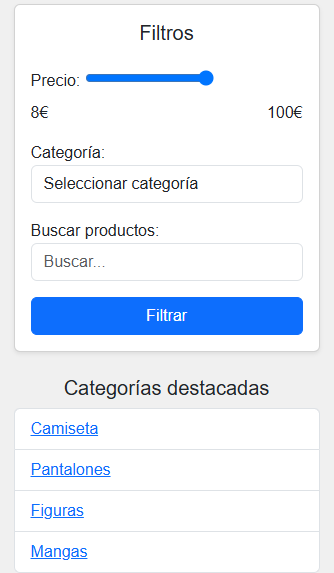 Filtros
Precio:
8€ 100€
Categoría:
Seleccionar categoría
Buscar productos:
Buscar...
Filtrar
Categorías destacadas
Camiseta
Pantalones
Figuras
Mangas